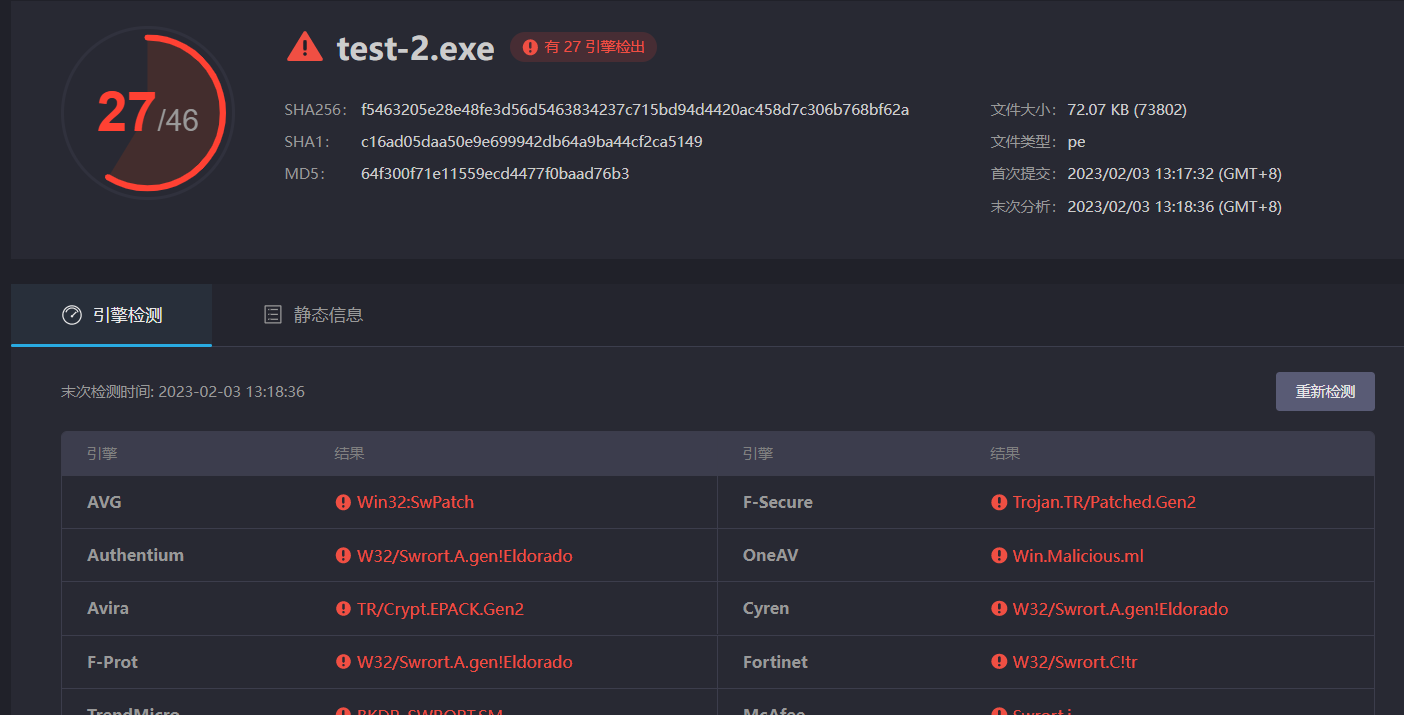 27/46
test-2.exe 有 27 引擎检出
SHA256: f5463205e28e48fe3d56d5463834237c715bd94d4420ac458d7c306b768bf62a 文件大小: 72.07 KB (73802)
SHA1: c16ad05daa50e9e699942db64a9ba44cf2ca5149 文件类型: pe
MD5: 64f300f71e11559ecd4477f0baad76b3 首次提交: 2023/02/03 13:17:32 (GMT+8)
末次分析: 2023/02/03 13:18:36 (GMT+8)
引擎检测 静态信息
末次检测时间: 2023-02-03 13:18:36 重新检测
引擎 结果 引擎 结果
AVG Win32:SwPatch F-Secure Trojan.TR/Patched.Gen2
Authentium W32/Swrort.A.gen!Eldorado OneAV Win.Malicious.ml
Avira TR/Crypt.EPACK.Gen2 Cyren W32/Swrort.A.gen!Eldorado
F-Prot W32/Swrort.A.gen!Eldorado Fortinet W32/Swrort.C!tr
TrendMicro BKDR_SWRORT.SM McAfee Swrort.i